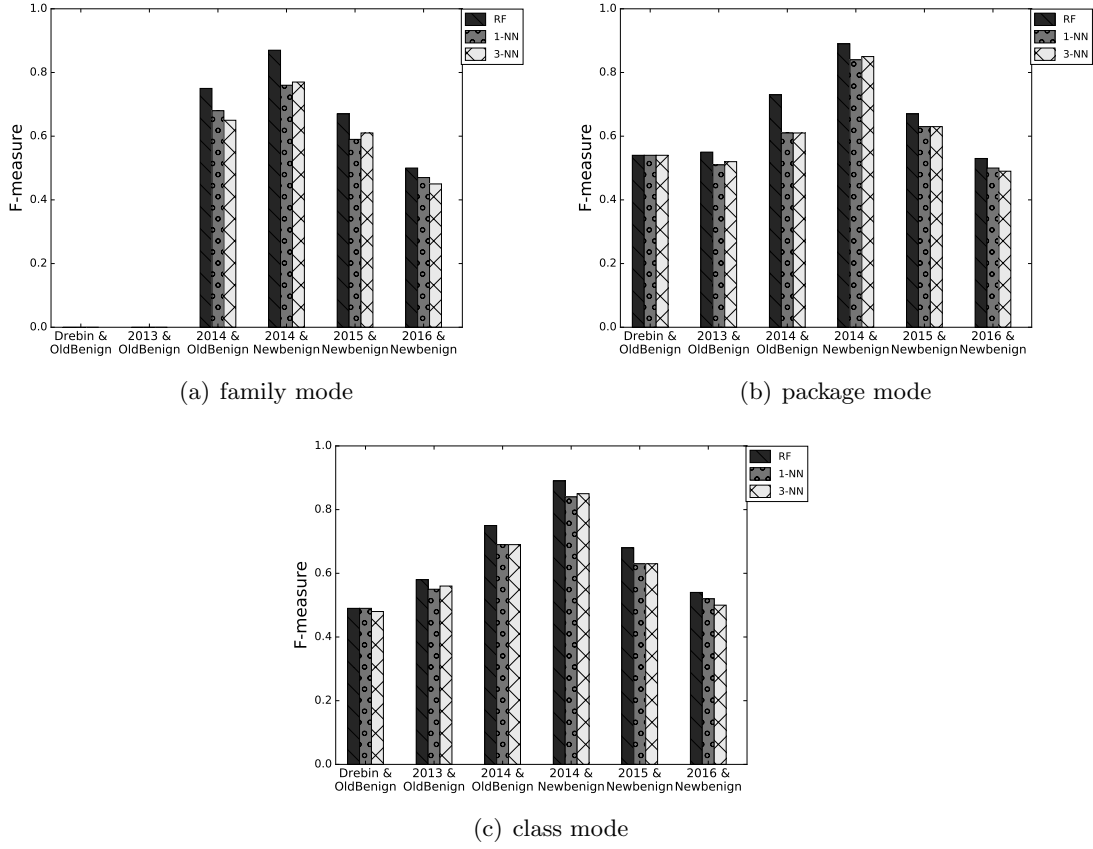 1.0
0.8
0.6
0.4
0.2
0.0
F-measure
RF
1-NN
3-NN
Drebin &
OldBenign
2013 &
OldBenign
2014 &
OldBenign
2014 &
Newbenign
2015 &
Newbenign
2016 &
Newbenign
(a) family mode
1.0
0.8
0.6
0.4
0.2
0.0
F-measure
RF
1-NN
3-NN
Drebin &
OldBenign
2013 &
OldBenign
2014 &
OldBenign
2014 &
Newbenign
2015 &
Newbenign
2016 &
Newbenign
(b) package mode
1.0
0.8
0.6
0.4
0.2
0.0
F-measure
RF
1-NN
3-NN
Drebin &
OldBenign
2013 &
OldBenign
2014 &
OldBenign
2014 &
Newbenign
2015 &
Newbenign
2016 &
Newbenign
(c) class mode